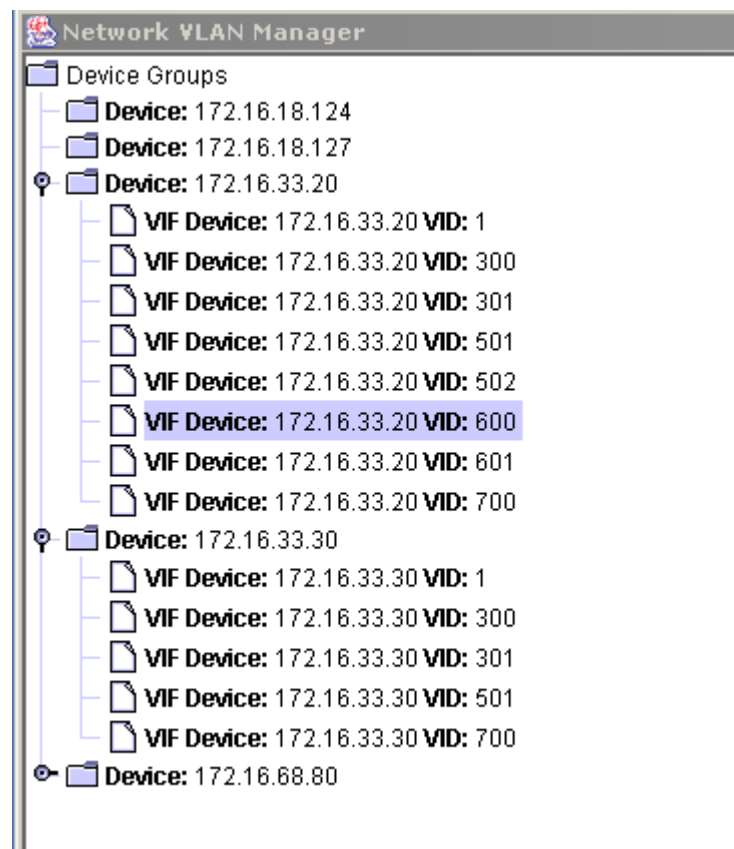 Network VLAN Manager
Device Groups
Device: 172.16.18.124
Device: 172.16.18.127
Device: 172.16.33.20
VIF Device: 172.16.33.20 VID: 1
VIF Device: 172.16.33.20 VID: 300
VIF Device: 172.16.33.20 VID: 301
VIF Device: 172.16.33.20 VID: 501
VIF Device: 172.16.33.20 VID: 502
VIF Device: 172.16.33.20 VID: 600
VIF Device: 172.16.33.20 VID: 601
VIF Device: 172.16.33.20 VID: 700
Device: 172.16.33.30
VIF Device: 172.16.33.30 VID: 1
VIF Device: 172.16.33.30 VID: 300
VIF Device: 172.16.33.30 VID: 301
VIF Device: 172.16.33.30 VID: 501
VIF Device: 172.16.33.30 VID: 700
Device: 172.16.68.80